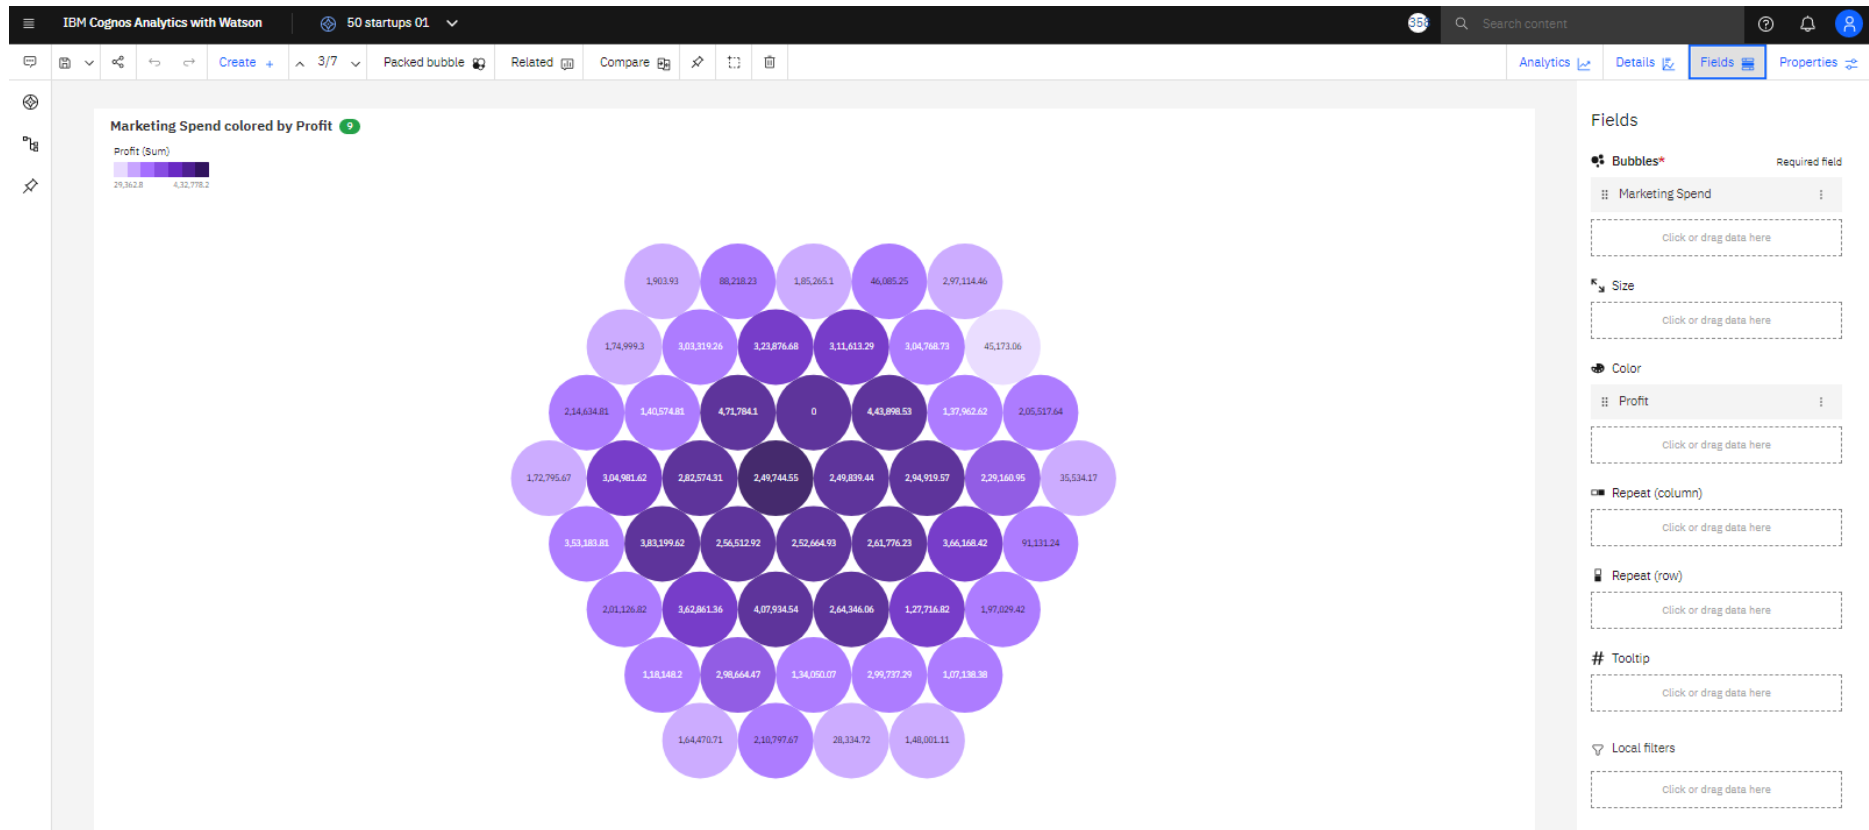 IBM Cognos Analytics with Watson
50 startups 01
358
Search content
Create +
3/7
Packed bubble
Related
Compare
Analytics
Details
Fields
Properties
Marketing Spend colored by Profit 9
Profit (Sum)
29,362.8 4,32,778.2
1,903.93 88,218.23 1,85,265.1 46,085.25 2,97,114.46
1,74,999.3 3,03,319.26 3,23,876.68 3,11,613.29 3,04,768.73 45,173.06
2,14,634.81 1,40,574.81 4,71,784.1 0 4,43,898.53 1,37,962.62 2,05,517.64
1,72,795.67 3,04,981.62 2,82,574.31 2,49,744.55 2,49,839.44 2,94,919.57 2,29,160.95 35,534.17
3,53,183.81 3,83,199.62 2,56,512.92 2,52,664.93 2,61,776.23 3,66,168.42 91,131.24
2,01,126.82 3,62,861.36 4,07,934.54 2,64,346.06 1,27,716.82 1,97,029.42
1,18,148.2 2,98,664.47 1,34,050.07 2,99,737.29 1,07,138.38
1,64,470.71 2,10,797.67 28,334.72 1,48,001.11
Fields
Bubbles* Required field
Marketing Spend
Click or drag data here
Size
Click or drag data here
Color
Profit
Click or drag data here
Repeat (column)
Click or drag data here
Repeat (row)
Click or drag data here
# Tooltip
Click or drag data here
Local filters
Click or drag data here